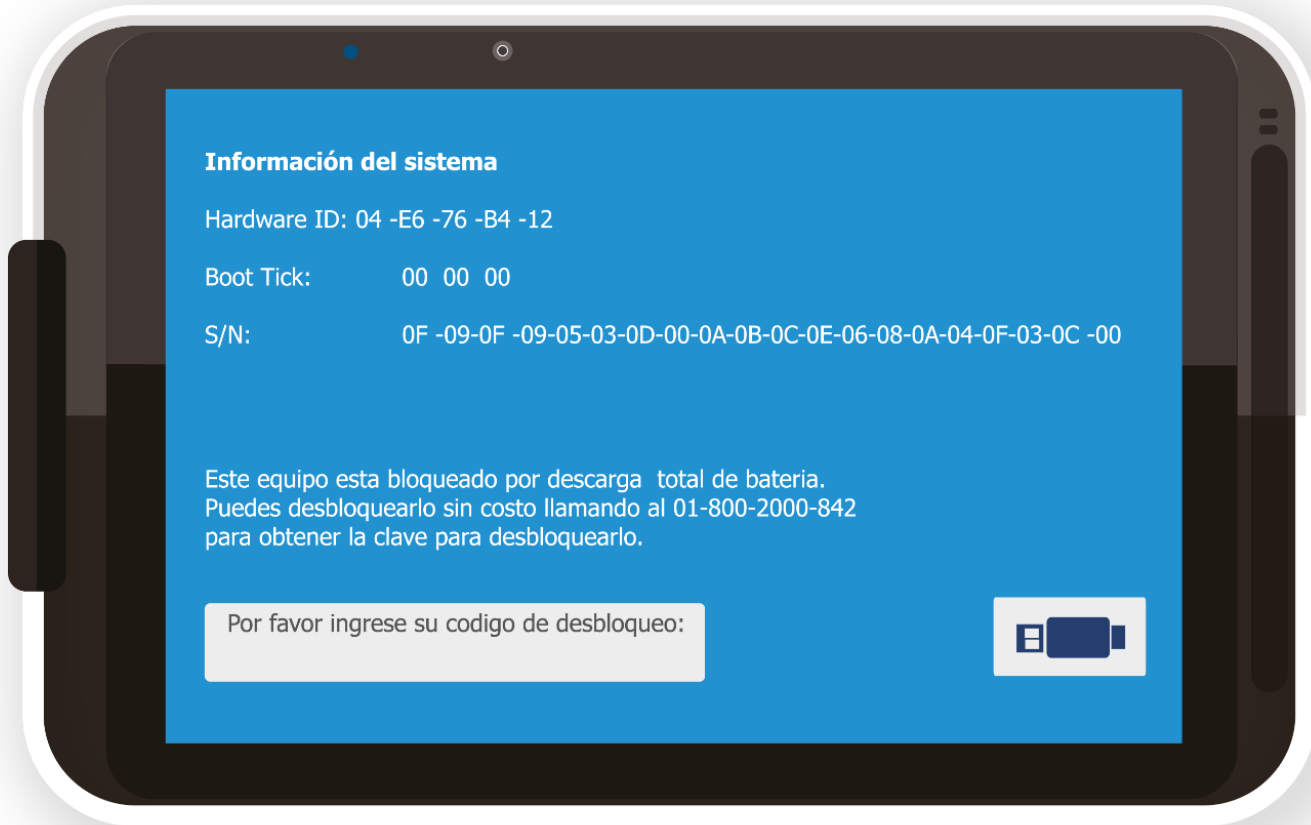 Información del sistema
Hardware ID: 04 -E6 -76 -B4 -12
Boot Tick: 00 00 00
S/N: 0F -09-0F -09-05-03-0D-00-0A-0B-0C-0E-06-08-0A-04-0F-03-0C -00
Este equipo esta bloqueado por descarga total de bateria.
Puedes desbloquearlo sin costo llamando al 01-800-2000-842
para obtener la clave para desbloquearlo.
Por favor ingrese su codigo de desbloqueo: